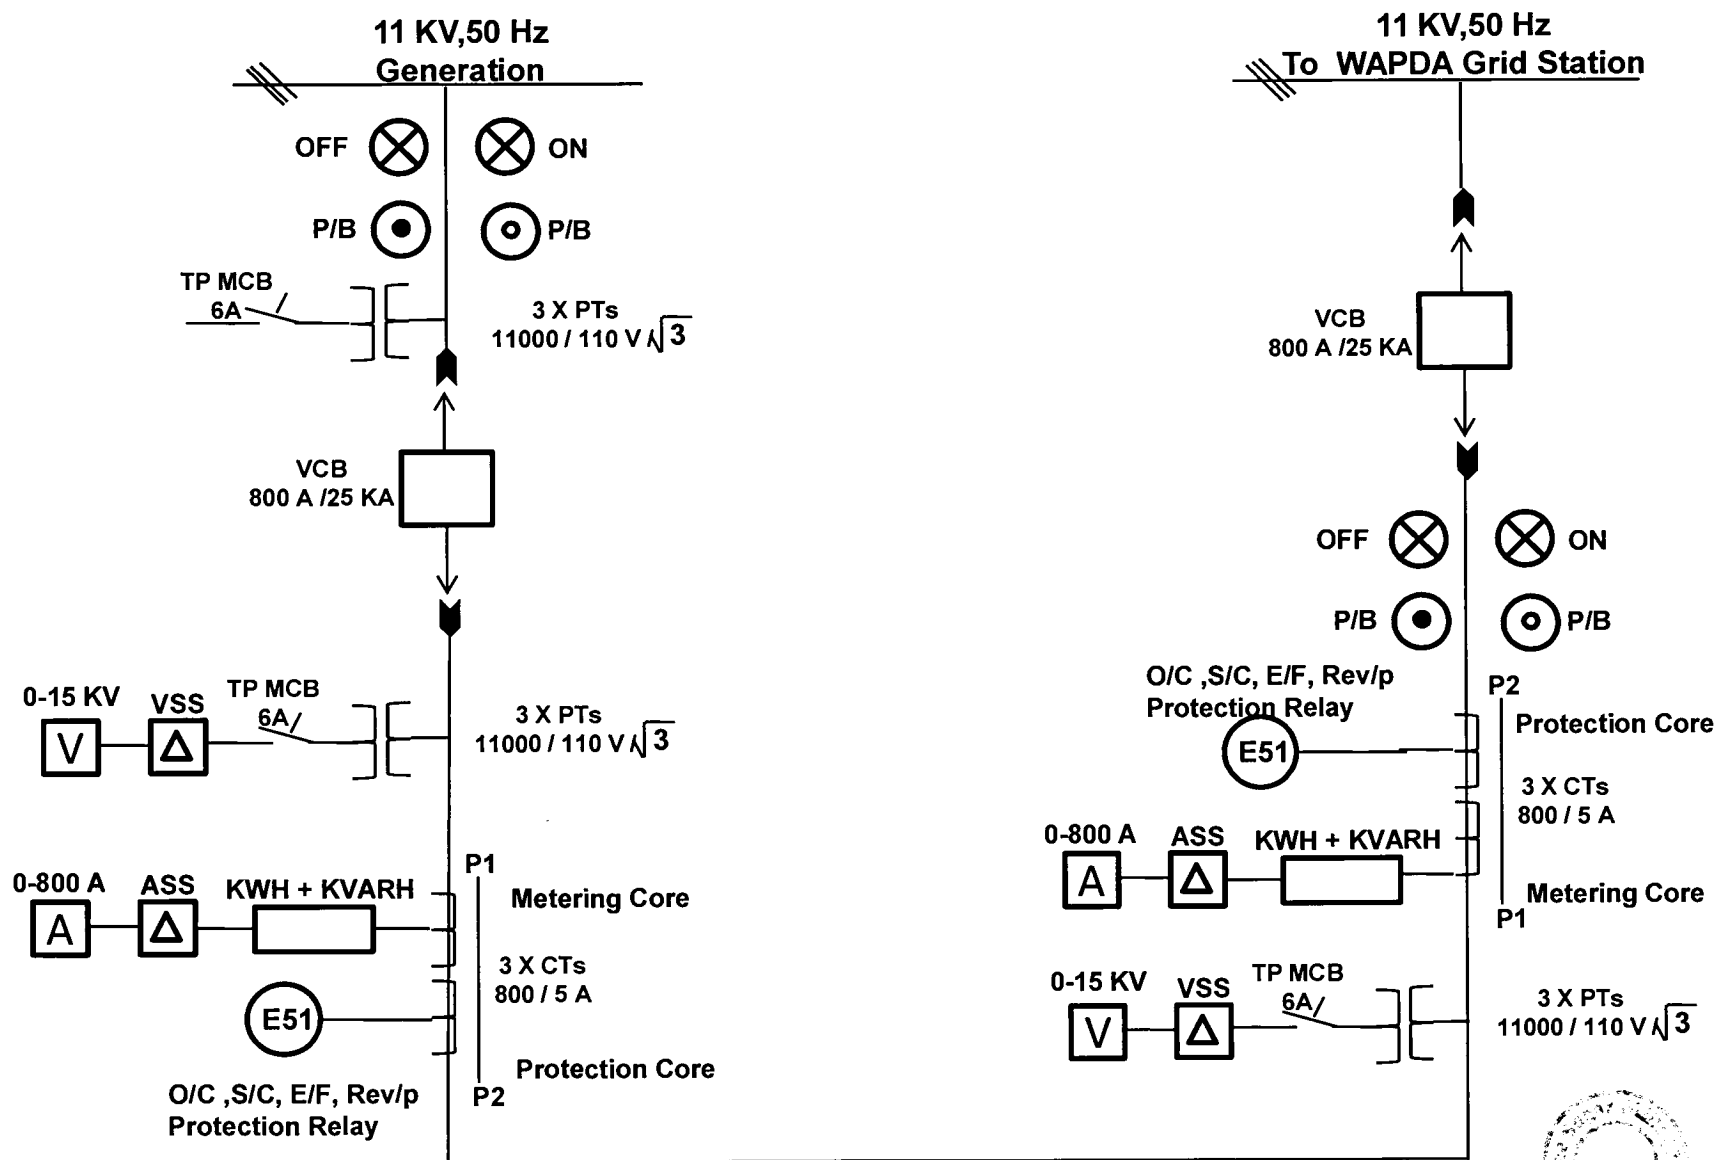 11 KV,50 Hz
Generation
OFF
ON
P/B
P/B
TP MCB
6A
3 X PTs
11000 / 110 V √3
VCB
800 A /25 KA
0-15 KV
VSS
TP MCB
6A
V
Δ
3 X PTs
11000 / 110 V √3
P1
0-800 A
ASS
KWH + KVARH
Metering Core
A
Δ
3 X CTs
800 / 5 A
E51
Protection Core
P2
O/C ,S/C, E/F, Rev/p
Protection Relay
11 KV,50 Hz
To WAPDA Grid Station
VCB
800 A /25 KA
OFF
ON
P/B
P/B
O/C ,S/C, E/F, Rev/p
Protection Relay
P2
Protection Core
E51
3 X CTs
800 / 5 A
0-800 A
ASS
KWH + KVARH
A
Δ
Metering Core
P1
0-15 KV
VSS
TP MCB
6A
V
Δ
3 X PTs
11000 / 110 V √3